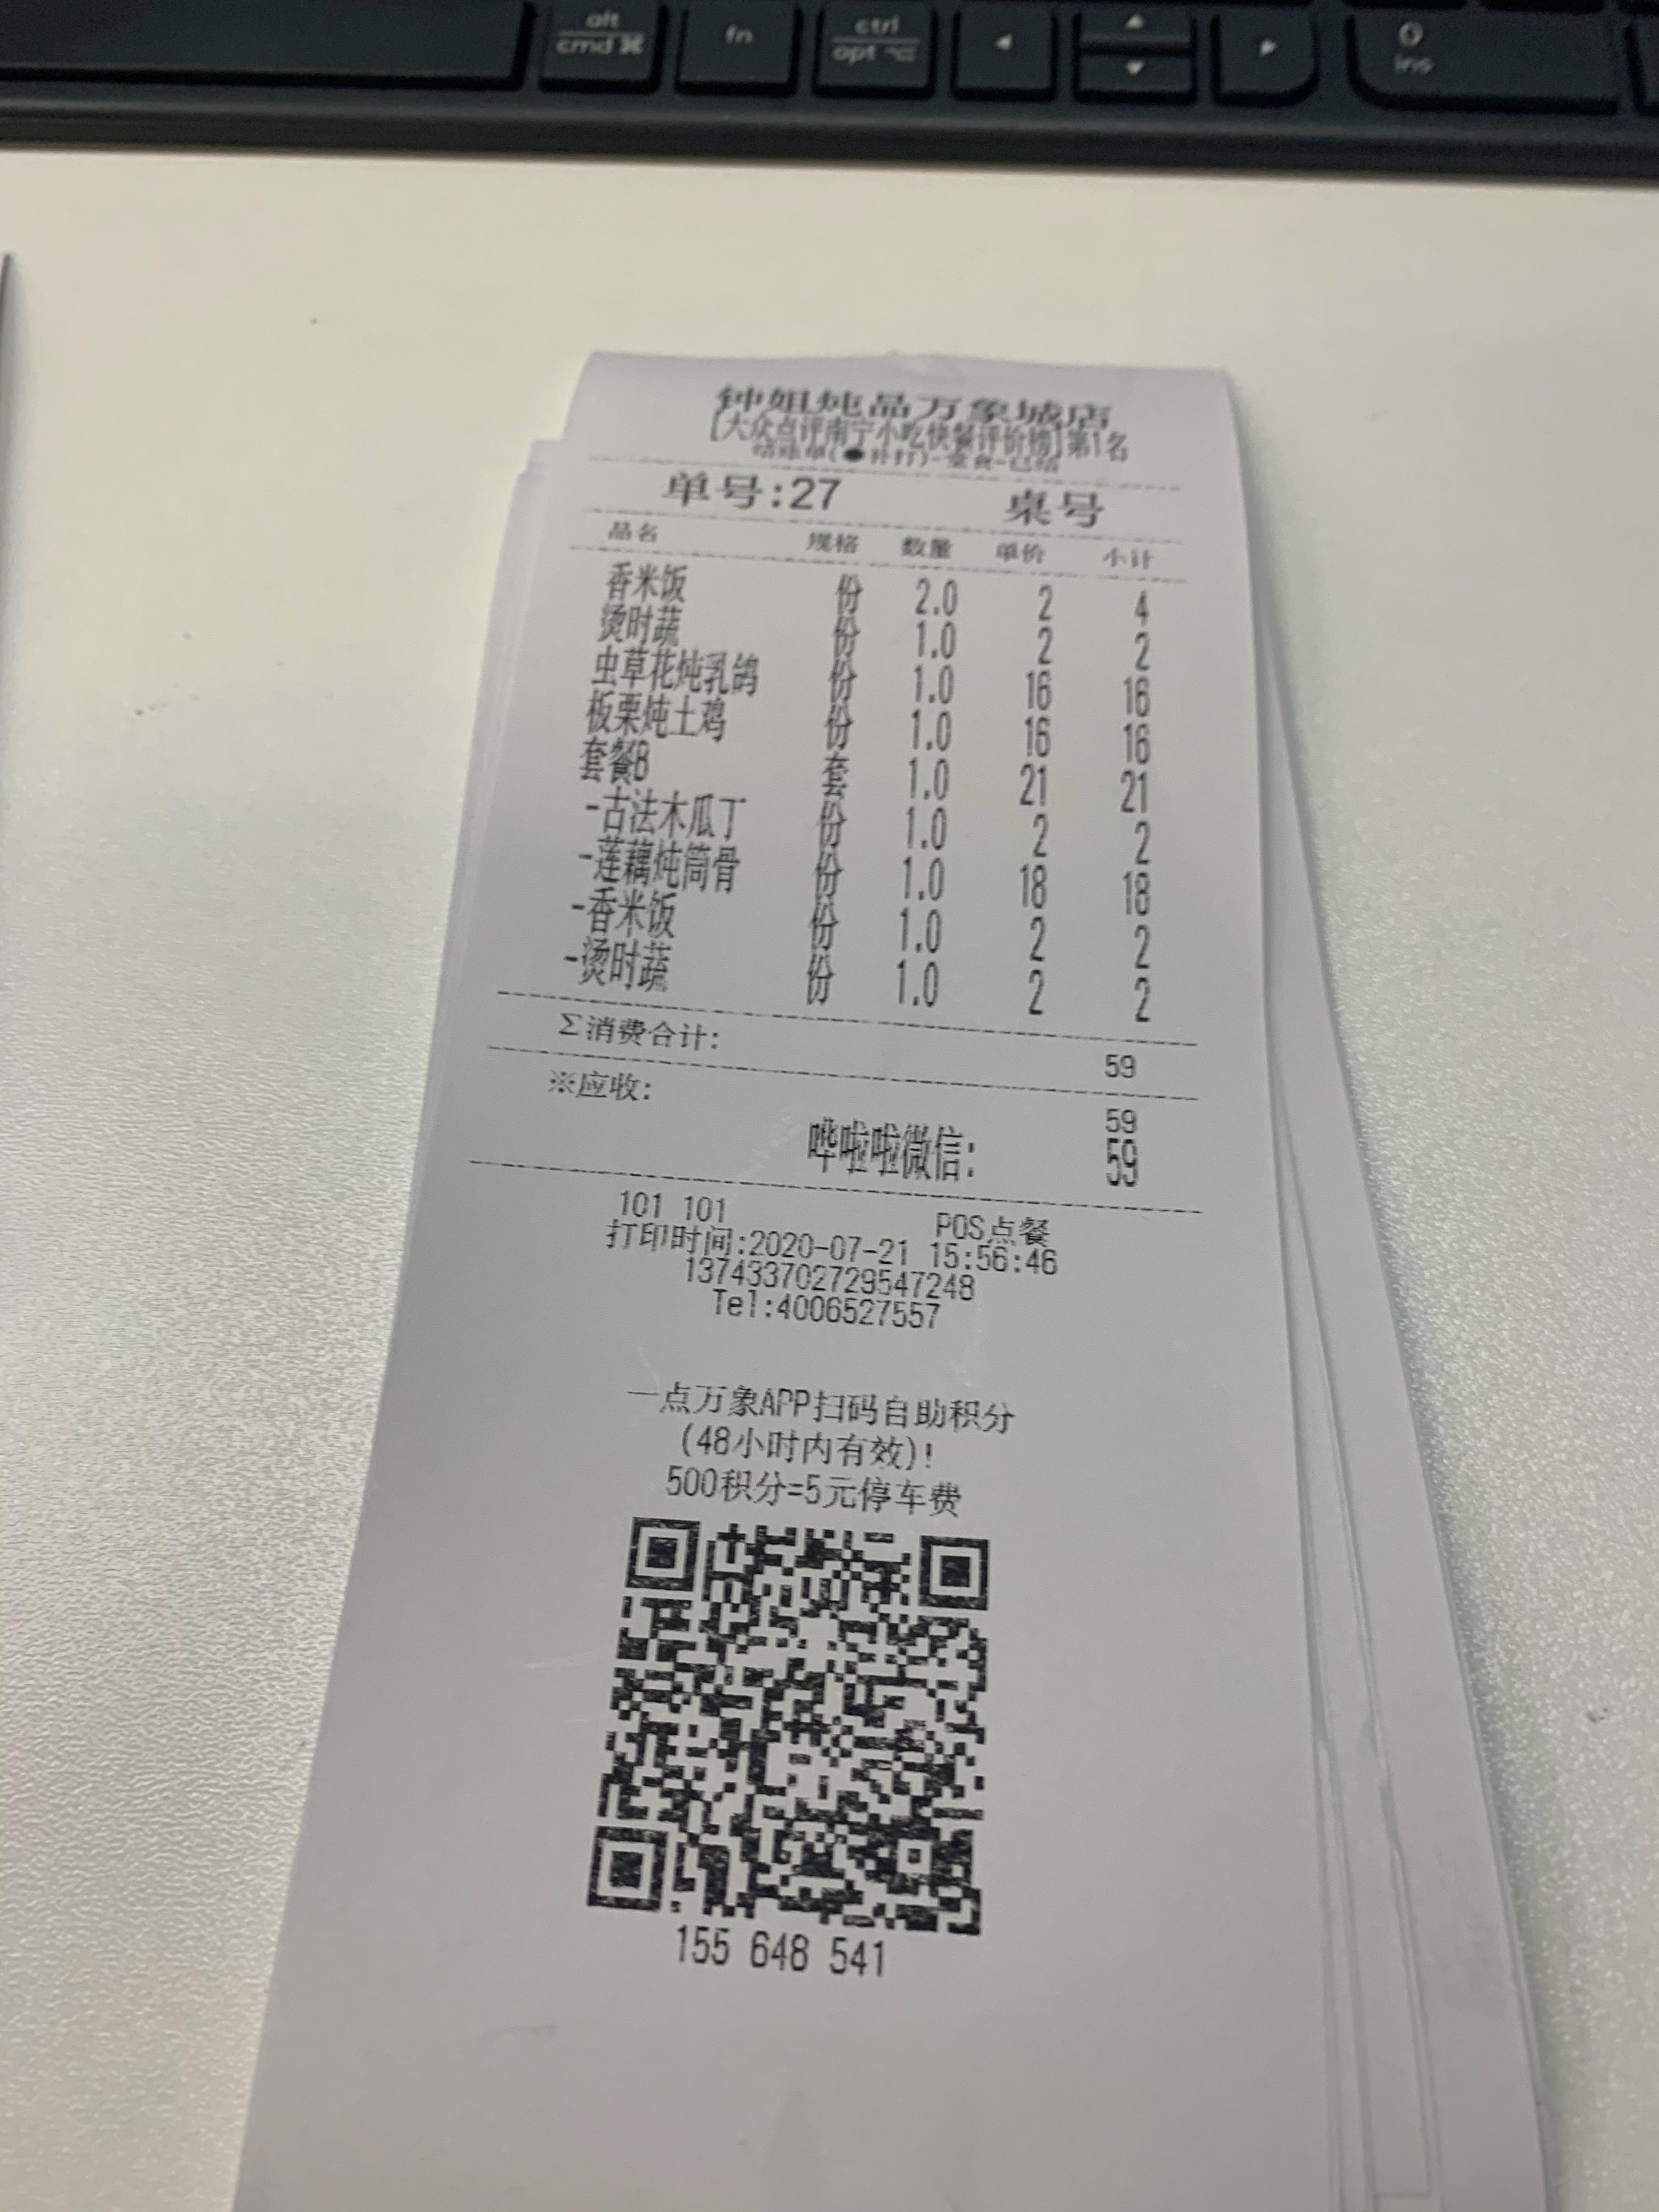 alt
cmd ⌘
fn
ctrl
opt ⌥
◄
▲
▼
►
0
ins
钟姐炖品万象城店
[大众点评南宁小吃快餐评价榜]第1名
结账单(●补打)-堂食-已结
单号:27 桌号
品名 规格 数量 单价 小计
香米饭 份 2.0 2 4
烫时蔬 份 1.0 2 2
虫草花炖乳鸽 份 1.0 16 16
板栗炖土鸡 份 1.0 16 16
套餐B 套 1.0 21 21
-古法木瓜丁 份 1.0 2 2
-莲藕炖筒骨 份 1.0 18 18
-香米饭 份 1.0 2 2
-烫时蔬 份 1.0 2 2
Σ消费合计: 59
※应收: 59
哗啦啦微信: 59
101 101 POS点餐
打印时间:2020-07-21 15:56:46
137433702729547248
Tel:4006527557
一点万象APP扫码自助积分
(48小时内有效)!
500积分=5元停车费
155 648 541